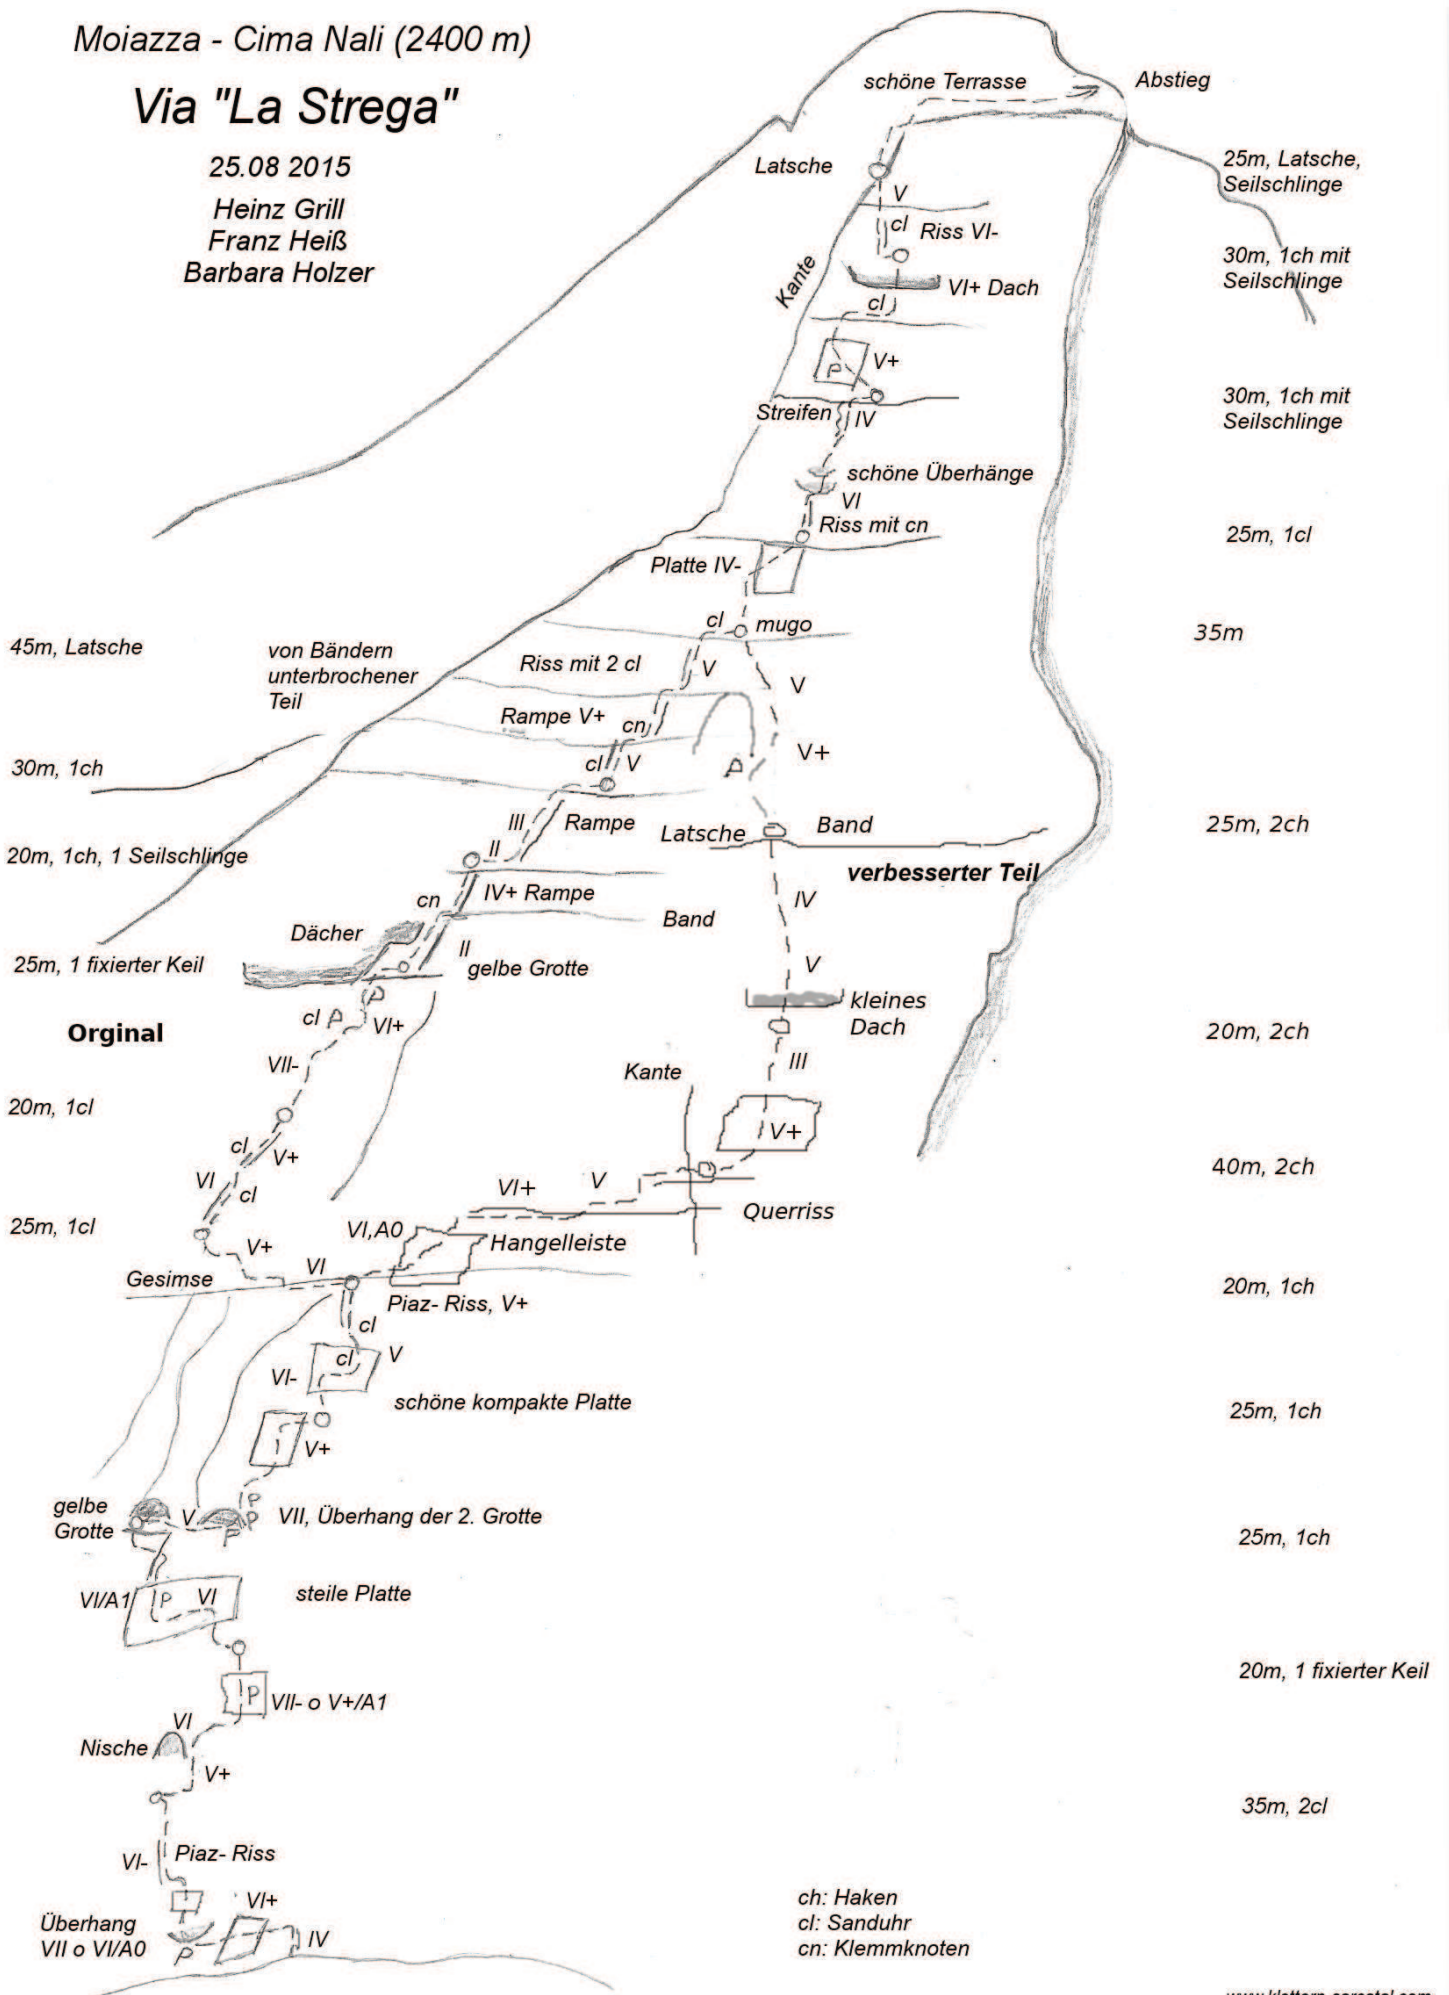 Moiazza - Cima Nali (2400 m)
Via "La Strega"
25.08 2015
Heinz Grill
Franz Heiß
Barbara Holzer
schöne Terrasse
Abstieg
Latsche
25m, Latsche,
Seilschlinge
V
cl
Riss VI-
Kante
30m, 1ch mit
Seilschlinge
VI+ Dach
cl
V+
P
Streifen
IV
30m, 1ch mit
Seilschlinge
schöne Überhänge
VI
Riss mit cn
25m, 1cl
Platte IV-
cl
mugo
35m
45m, Latsche
von Bändern
unterbrochener
Teil
Riss mit 2 cl
V
V
Rampe V+
cn
V+
30m, 1ch
cl
V
III
Rampe
Latsche
Band
25m, 2ch
20m, 1ch, 1 Seilschlinge
II
verbesserter Teil
cn
IV+ Rampe
IV
Band
Dächer
II
25m, 1 fixierter Keil
gelbe Grotte
V
kleines
Dach
cl
P
VI+
Orginal
20m, 2ch
VII-
III
Kante
20m, 1cl
V+
cl
V+
40m, 2ch
VI
cl
VI+
V
25m, 1cl
Querriss
VI,A0
Hangelleiste
V+
VI
Gesimse
20m, 1ch
Piaz- Riss, V+
cl
cl
V
VI-
schöne kompakte Platte
25m, 1ch
V+
gelbe
Grotte
V
P
P
P
VII, Überhang der 2. Grotte
25m, 1ch
VI/A1
P
VI
steile Platte
20m, 1 fixierter Keil
P
VII- o V+/A1
VI
Nische
V+
35m, 2cl
VI-
Piaz- Riss
VI+
ch: Haken
cl: Sanduhr
cn: Klemmknoten
Überhang
VII o VI/A0
P
IV